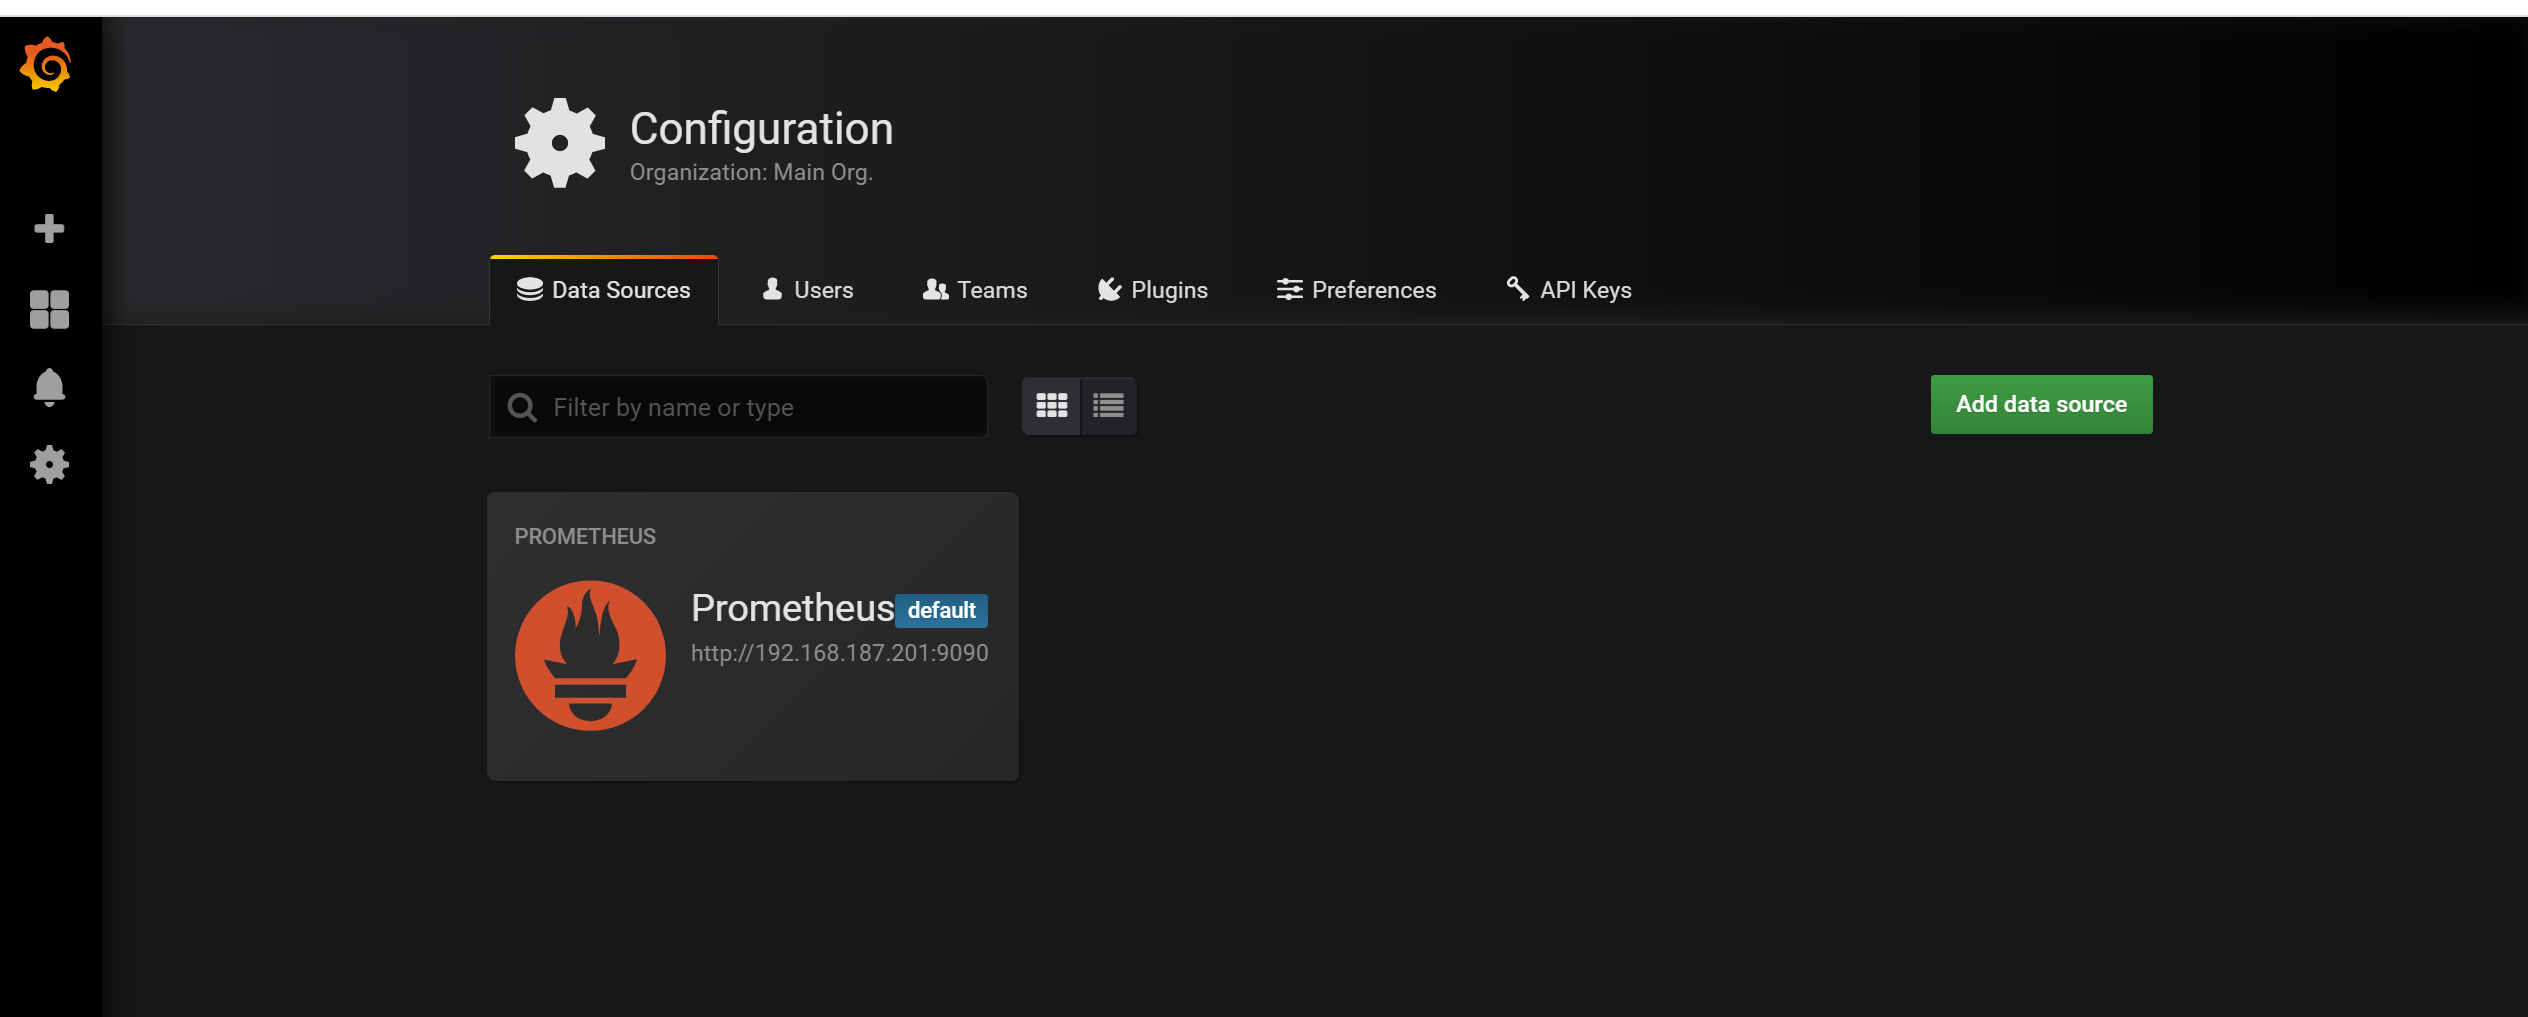 Configuration
Organization: Main Org.
Data Sources Users Teams Plugins Preferences API Keys
Filter by name or type
Add data source
PROMETHEUS
Prometheus default
http://192.168.187.201:9090